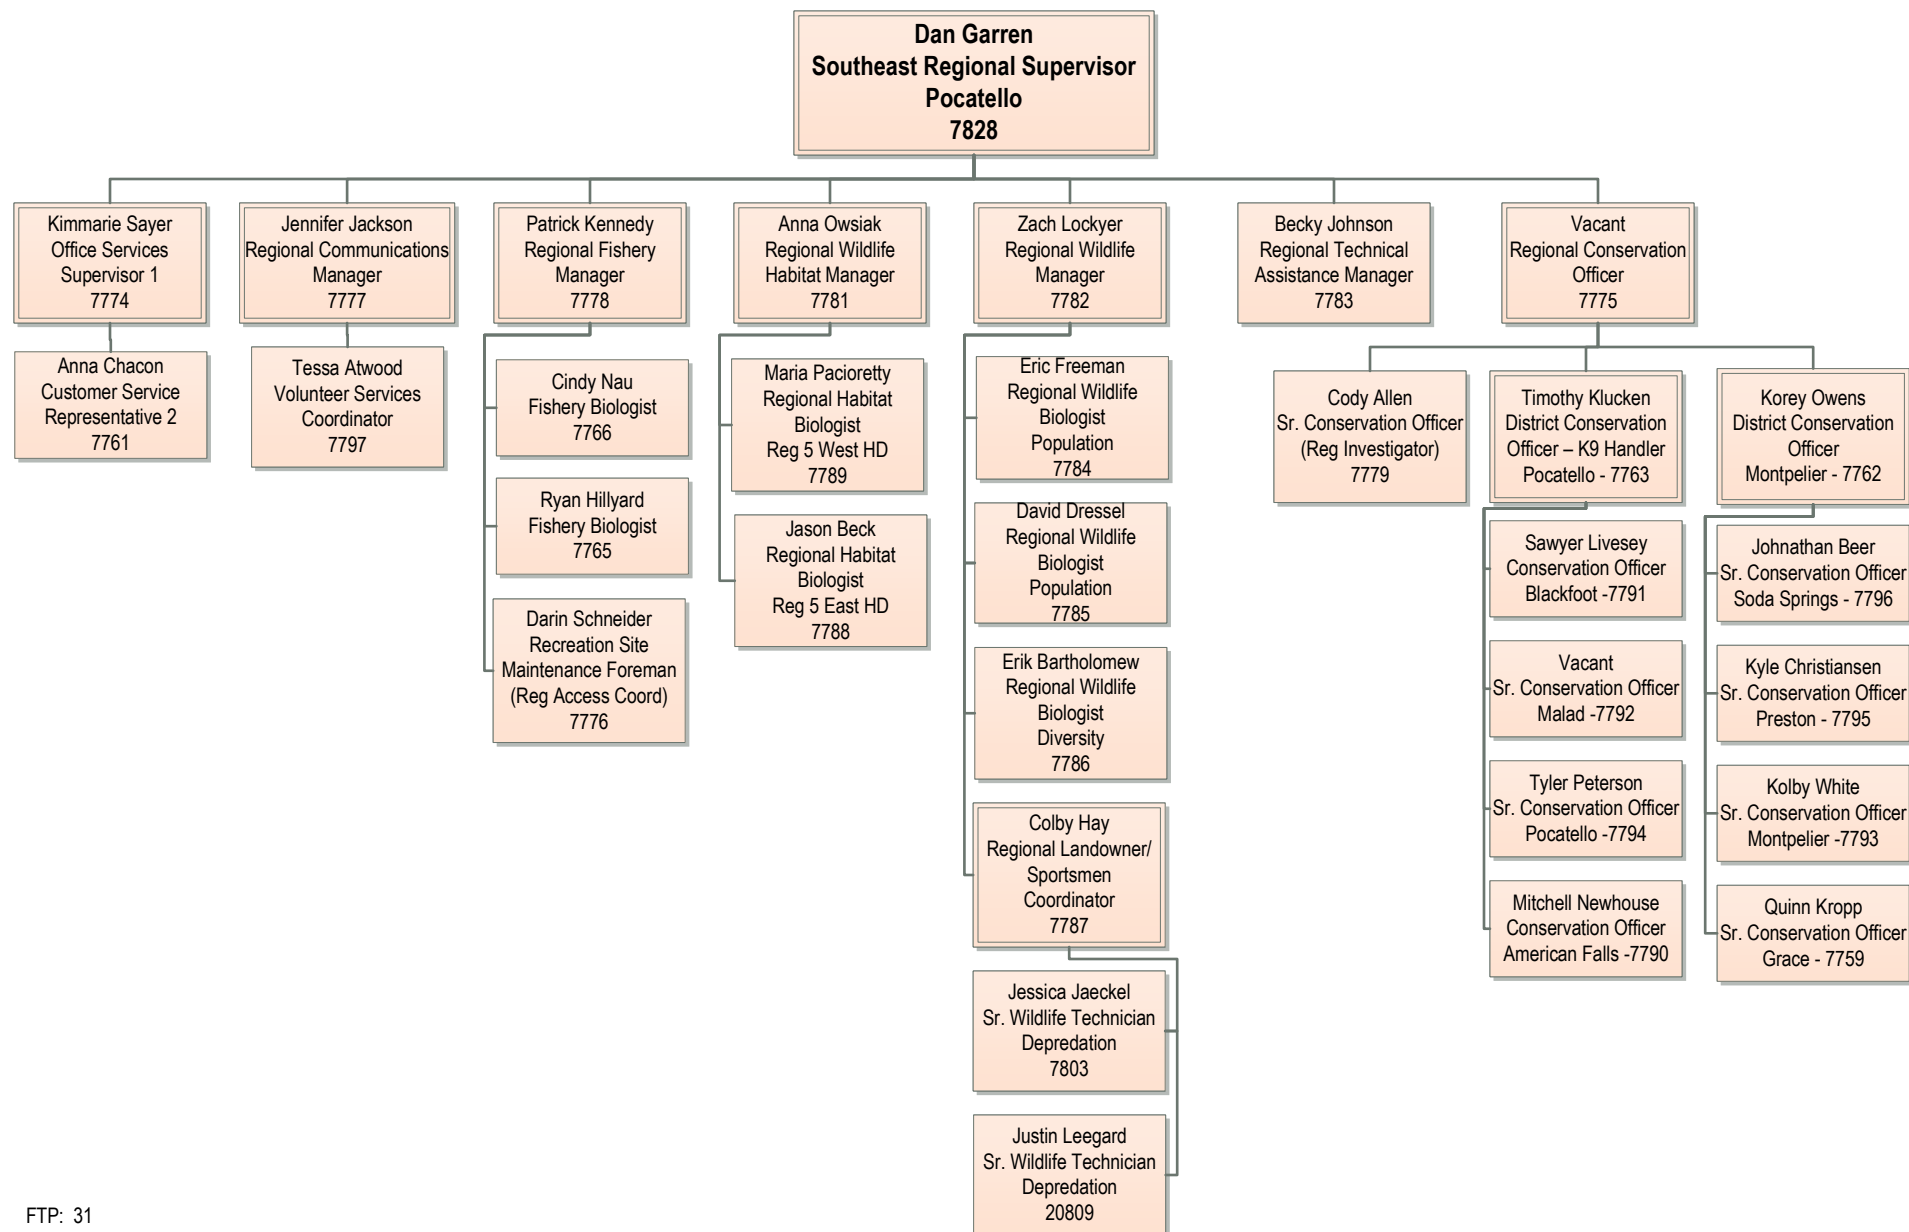 Dan Garren
Southeast Regional Supervisor
Pocatello
7828
Kimmarie Sayer
Office Services
Supervisor 1
7774
Jennifer Jackson
Regional Communications
Manager
7777
Patrick Kennedy
Regional Fishery
Manager
7778
Anna Owsiak
Regional Wildlife
Habitat Manager
7781
Zach Lockyer
Regional Wildlife
Manager
7782
Becky Johnson
Regional Technical
Assistance Manager
7783
Vacant
Regional Conservation
Officer
7775
Anna Chacon
Customer Service
Representative 2
7761
Tessa Atwood
Volunteer Services
Coordinator
7797
Cindy Nau
Fishery Biologist
7766
Ryan Hillyard
Fishery Biologist
7765
Darin Schneider
Recreation Site
Maintenance Foreman
(Reg Access Coord)
7776
Maria Pacioretty
Regional Habitat
Biologist
Reg 5 West HD
7789
Jason Beck
Regional Habitat
Biologist
Reg 5 East HD
7788
Eric Freeman
Regional Wildlife
Biologist
Population
7784
David Dressel
Regional Wildlife
Biologist
Population
7785
Erik Bartholomew
Regional Wildlife
Biologist
Diversity
7786
Colby Hay
Regional Landowner/
Sportsmen
Coordinator
7787
Jessica Jaeckel
Sr. Wildlife Technician
Depredation
7803
Justin Leegard
Sr. Wildlife Technician
Depredation
20809
Cody Allen
Sr. Conservation Officer
(Reg Investigator)
7779
Timothy Klucken
District Conservation
Officer – K9 Handler
Pocatello - 7763
Korey Owens
District Conservation
Officer
Montpelier - 7762
Sawyer Livesey
Conservation Officer
Blackfoot -7791
Vacant
Sr. Conservation Officer
Malad -7792
Tyler Peterson
Sr. Conservation Officer
Pocatello -7794
Mitchell Newhouse
Conservation Officer
American Falls -7790
Johnathan Beer
Sr. Conservation Officer
Soda Springs - 7796
Kyle Christiansen
Sr. Conservation Officer
Preston - 7795
Kolby White
Sr. Conservation Officer
Montpelier -7793
Quinn Kropp
Sr. Conservation Officer
Grace - 7759
FTP: 31